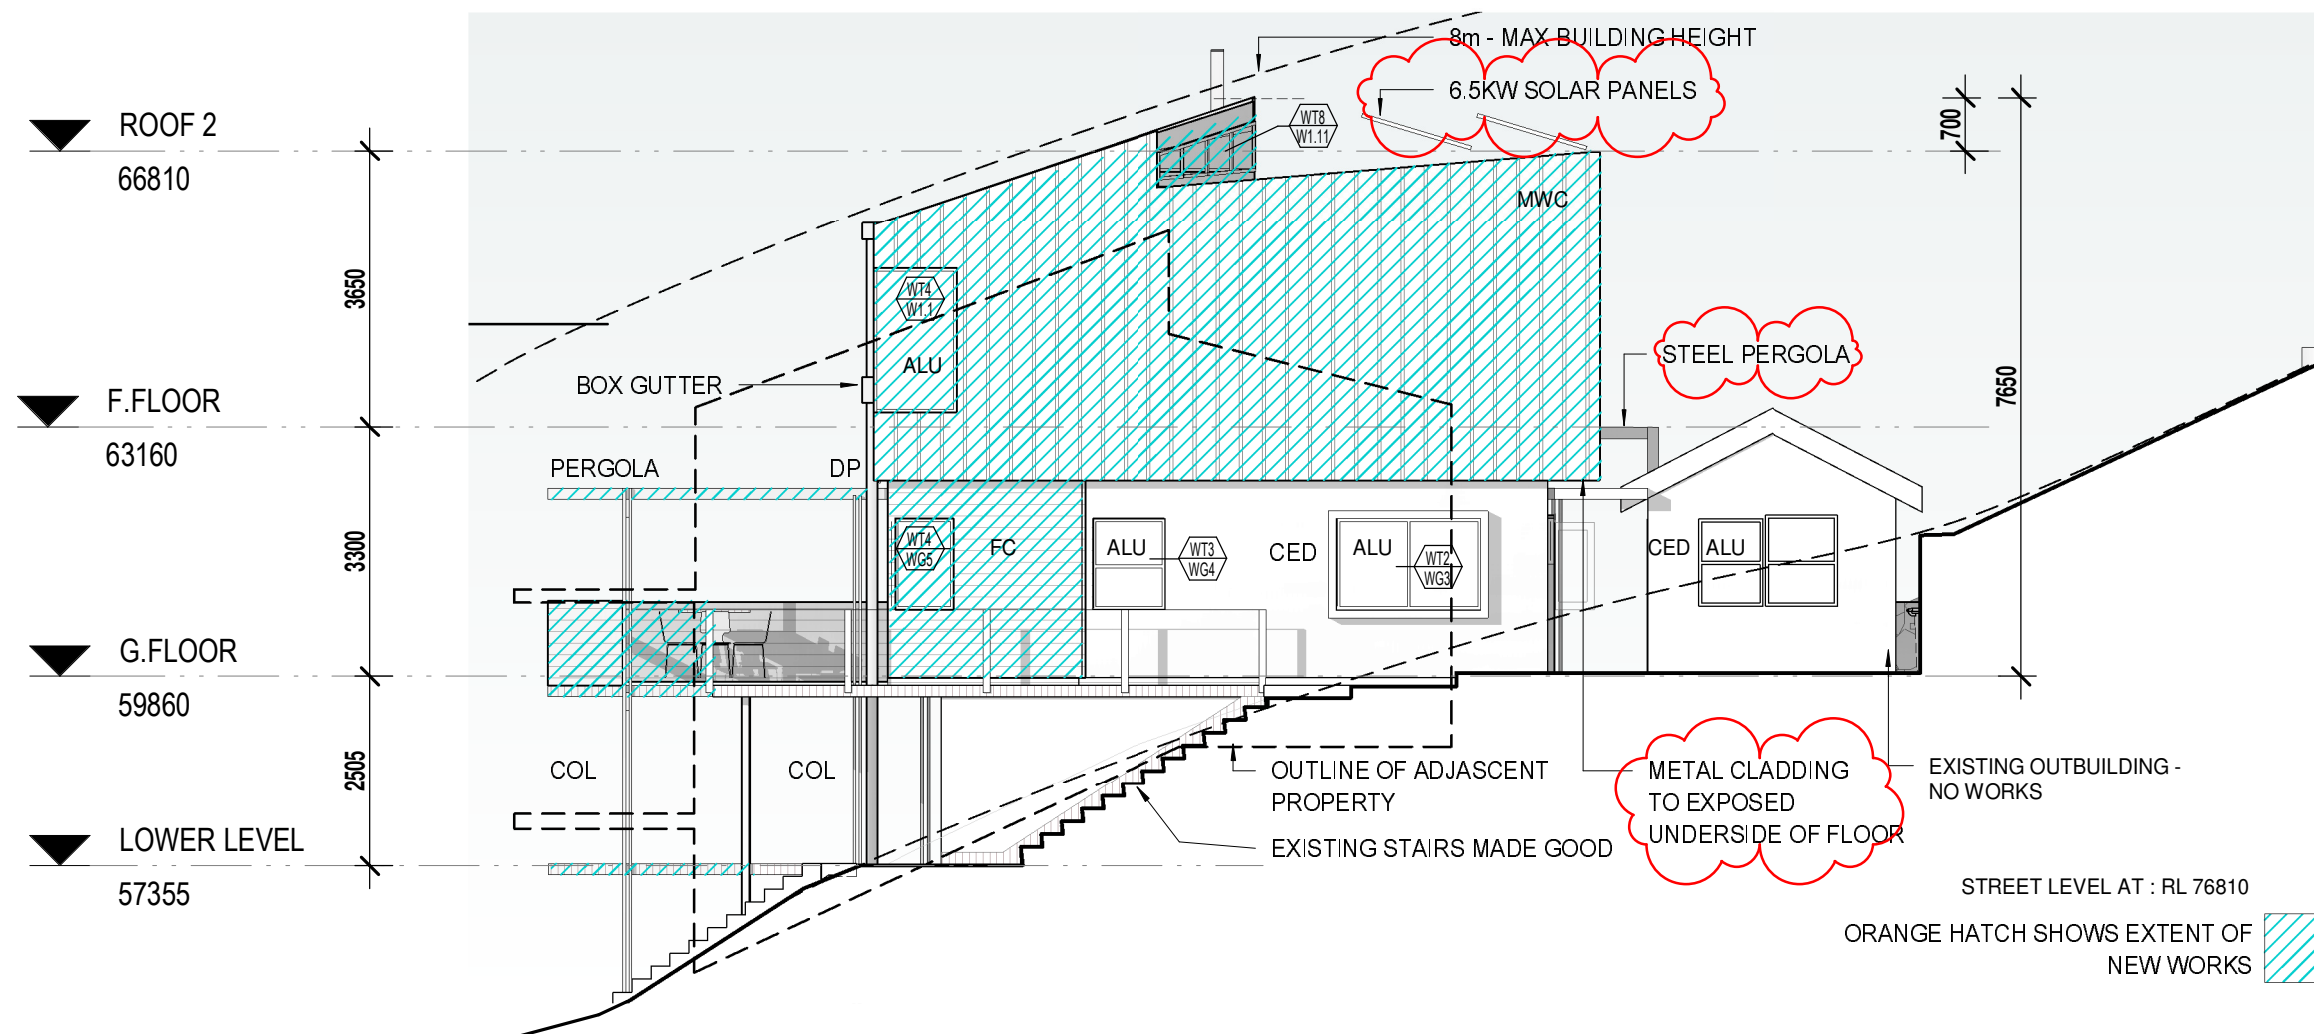 8m - MAX BUILDING HEIGHT
6.5KW SOLAR PANELS
ROOF 2
66810
WT8
W1.11
700
MWC
3650
WT4
W1.1
ALU
STEEL PERGOLA
BOX GUTTER
7650
F.FLOOR
63160
PERGOLA
DP
3300
WT4
WG5
FC
ALU
WT3
WG4
CED
ALU
WT2
WG3
CED
ALU
G.FLOOR
59860
2505
COL
COL
OUTLINE OF ADJASCENT
PROPERTY
METAL CLADDING
TO EXPOSED
UNDERSIDE OF FLOOR
EXISTING OUTBUILDING -
NO WORKS
LOWER LEVEL
57355
EXISTING STAIRS MADE GOOD
STREET LEVEL AT : RL 76810
ORANGE HATCH SHOWS EXTENT OF
NEW WORKS